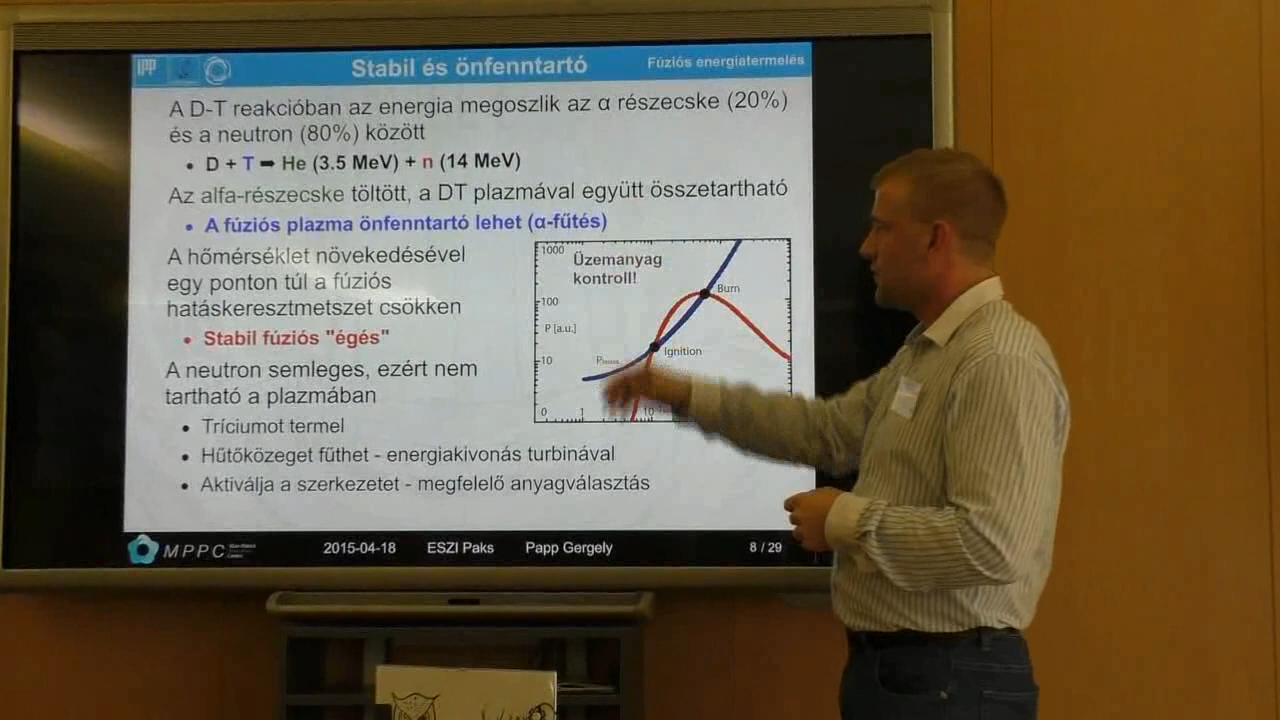 IPP
Stabil és önfenntartó
Fúziós energiatermelés
A D-T reakcióban az energia megoszlik az α részecske (20%)
és a neutron (80%) között
• D + T ➡ He (3.5 MeV) + n (14 MeV)
Az alfa-részecske töltött, a DT plazmával együtt összetartható
• A fúziós plazma önfenntartó lehet (α-fűtés)
A hőmérséklet növekedésével
egy ponton túl a fúziós
hatáskeresztmetszet csökken
• Stabil fúziós "égés"
A neutron semleges, ezért nem
tartható a plazmában
• Tríciumot termel
• Hűtőközeget fűthet - energiakivonás turbinával
• Aktiválja a szerkezetet - megfelelő anyagválasztás
1000
Üzemanyag
kontroll!
Burn
100
P [a.u.]
Ignition
10
0
1
10
MPPC
2015-04-18
ESZI Paks
Papp Gergely
8 / 29